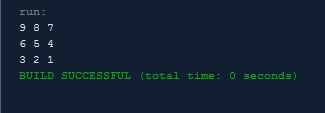 run:
9 8 7
6 5 4
3 2 1
BUILD SUCCESSFUL (total time: 0 seconds)